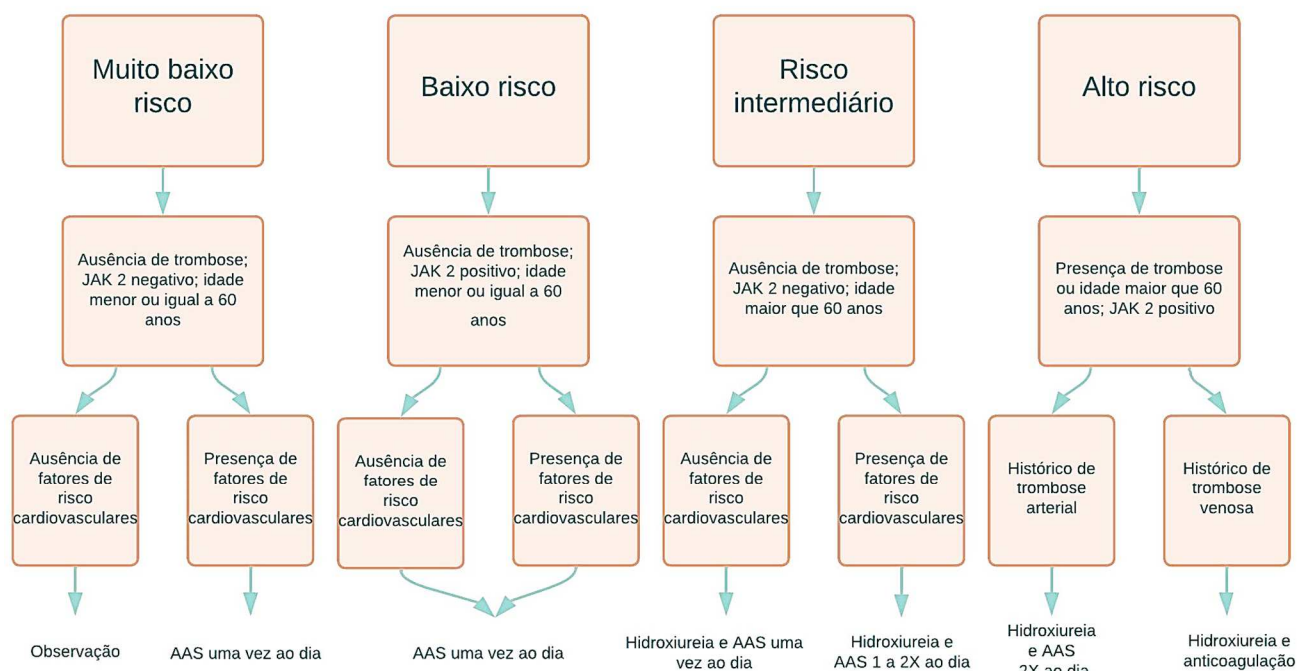 Muito baixo
risco
Baixo risco
Risco
intermediário
Alto risco
Ausência de trombose;
JAK 2 negativo; idade
menor ou igual a 60
anos
Ausência de trombose;
JAK 2 positivo; idade
menor ou igual a 60
anos
Ausência de trombose;
JAK 2 negativo; idade
maior que 60 anos
Presença de trombose
ou idade maior que 60
anos; JAK 2 positivo
Ausência de
fatores de
risco
cardiovasculares
Presença de
fatores de
risco
cardiovasculares
Ausência de
fatores de
risco
cardiovasculares
Presença de
fatores de
risco
cardiovasculares
Ausência de
fatores de
risco
cardiovasculares
Presença de
fatores de
risco
cardiovasculares
Histórico de
trombose
arterial
Histórico de
trombose
venosa
Observação
AAS uma vez ao dia
AAS uma vez ao dia
Hidroxiureia e AAS uma
vez ao dia
Hidroxiureia e
AAS 1 a 2X ao dia
Hidroxiureia
e AAS
2X ao dia
Hidroxiureia e
anticoagulação